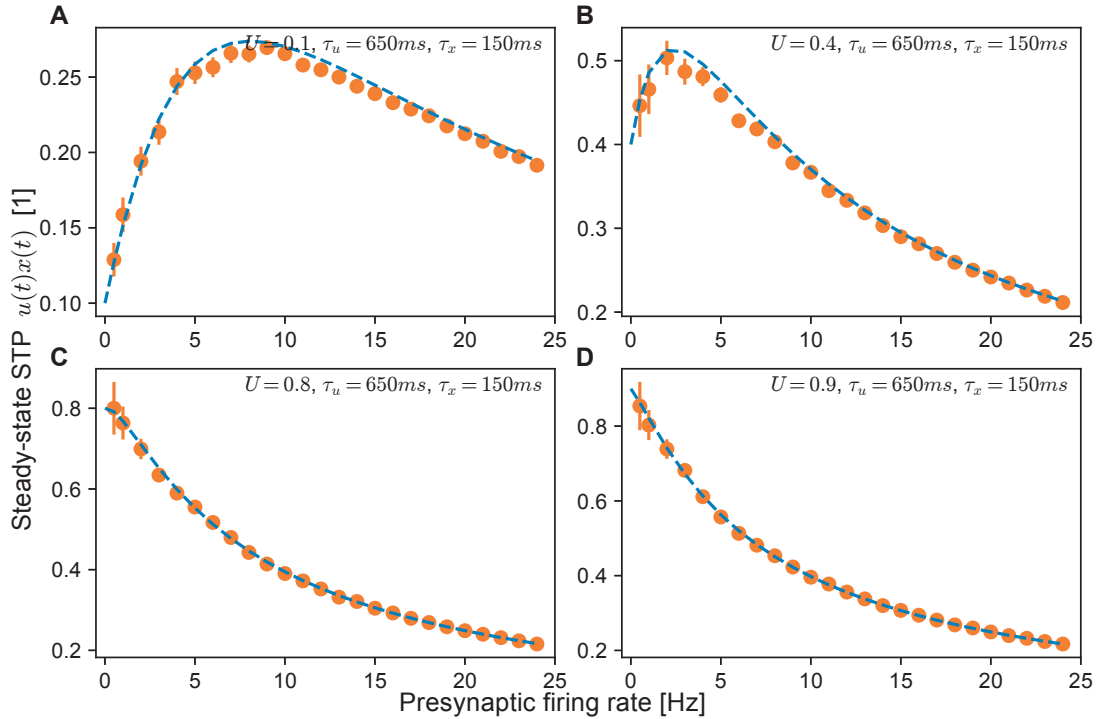 A
U = 0.1, τ_u = 650ms, τ_x = 150ms
0.25
0.20
0.15
0.10
0 5 10 15 20 25
B
U = 0.4, τ_u = 650ms, τ_x = 150ms
0.5
0.4
0.3
0.2
0 5 10 15 20 25
Steady-state STP u(t)x(t) [1]
C
U = 0.8, τ_u = 650ms, τ_x = 150ms
0.8
0.6
0.4
0.2
0 5 10 15 20 25
D
U = 0.9, τ_u = 650ms, τ_x = 150ms
0.8
0.6
0.4
0.2
0 5 10 15 20 25
Presynaptic firing rate [Hz]